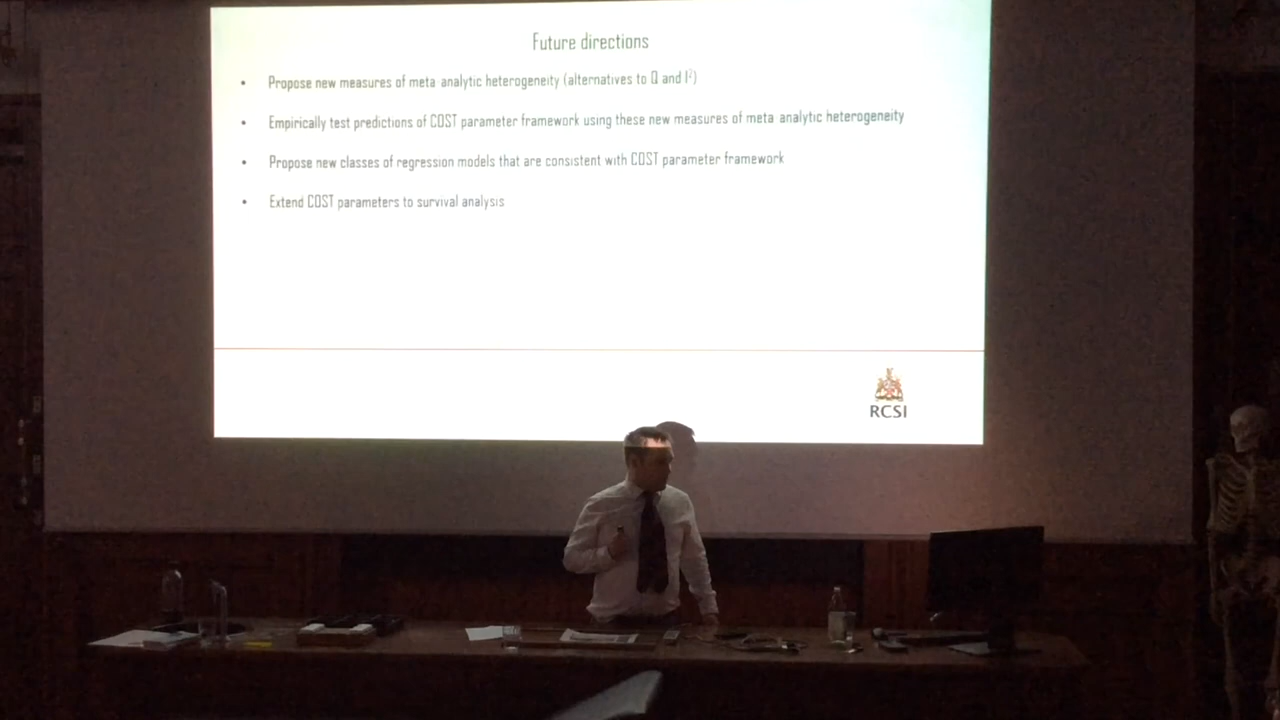 Future directions
• Propose new measures of meta analytic heterogeneity (alternatives to Q and I²)
• Empirically test predictions of COST parameter framework using these new measures of meta analytic heterogeneity
• Propose new classes of regression models that are consistent with COST parameter framework
• Extend COST parameters to survival analysis
RCSI